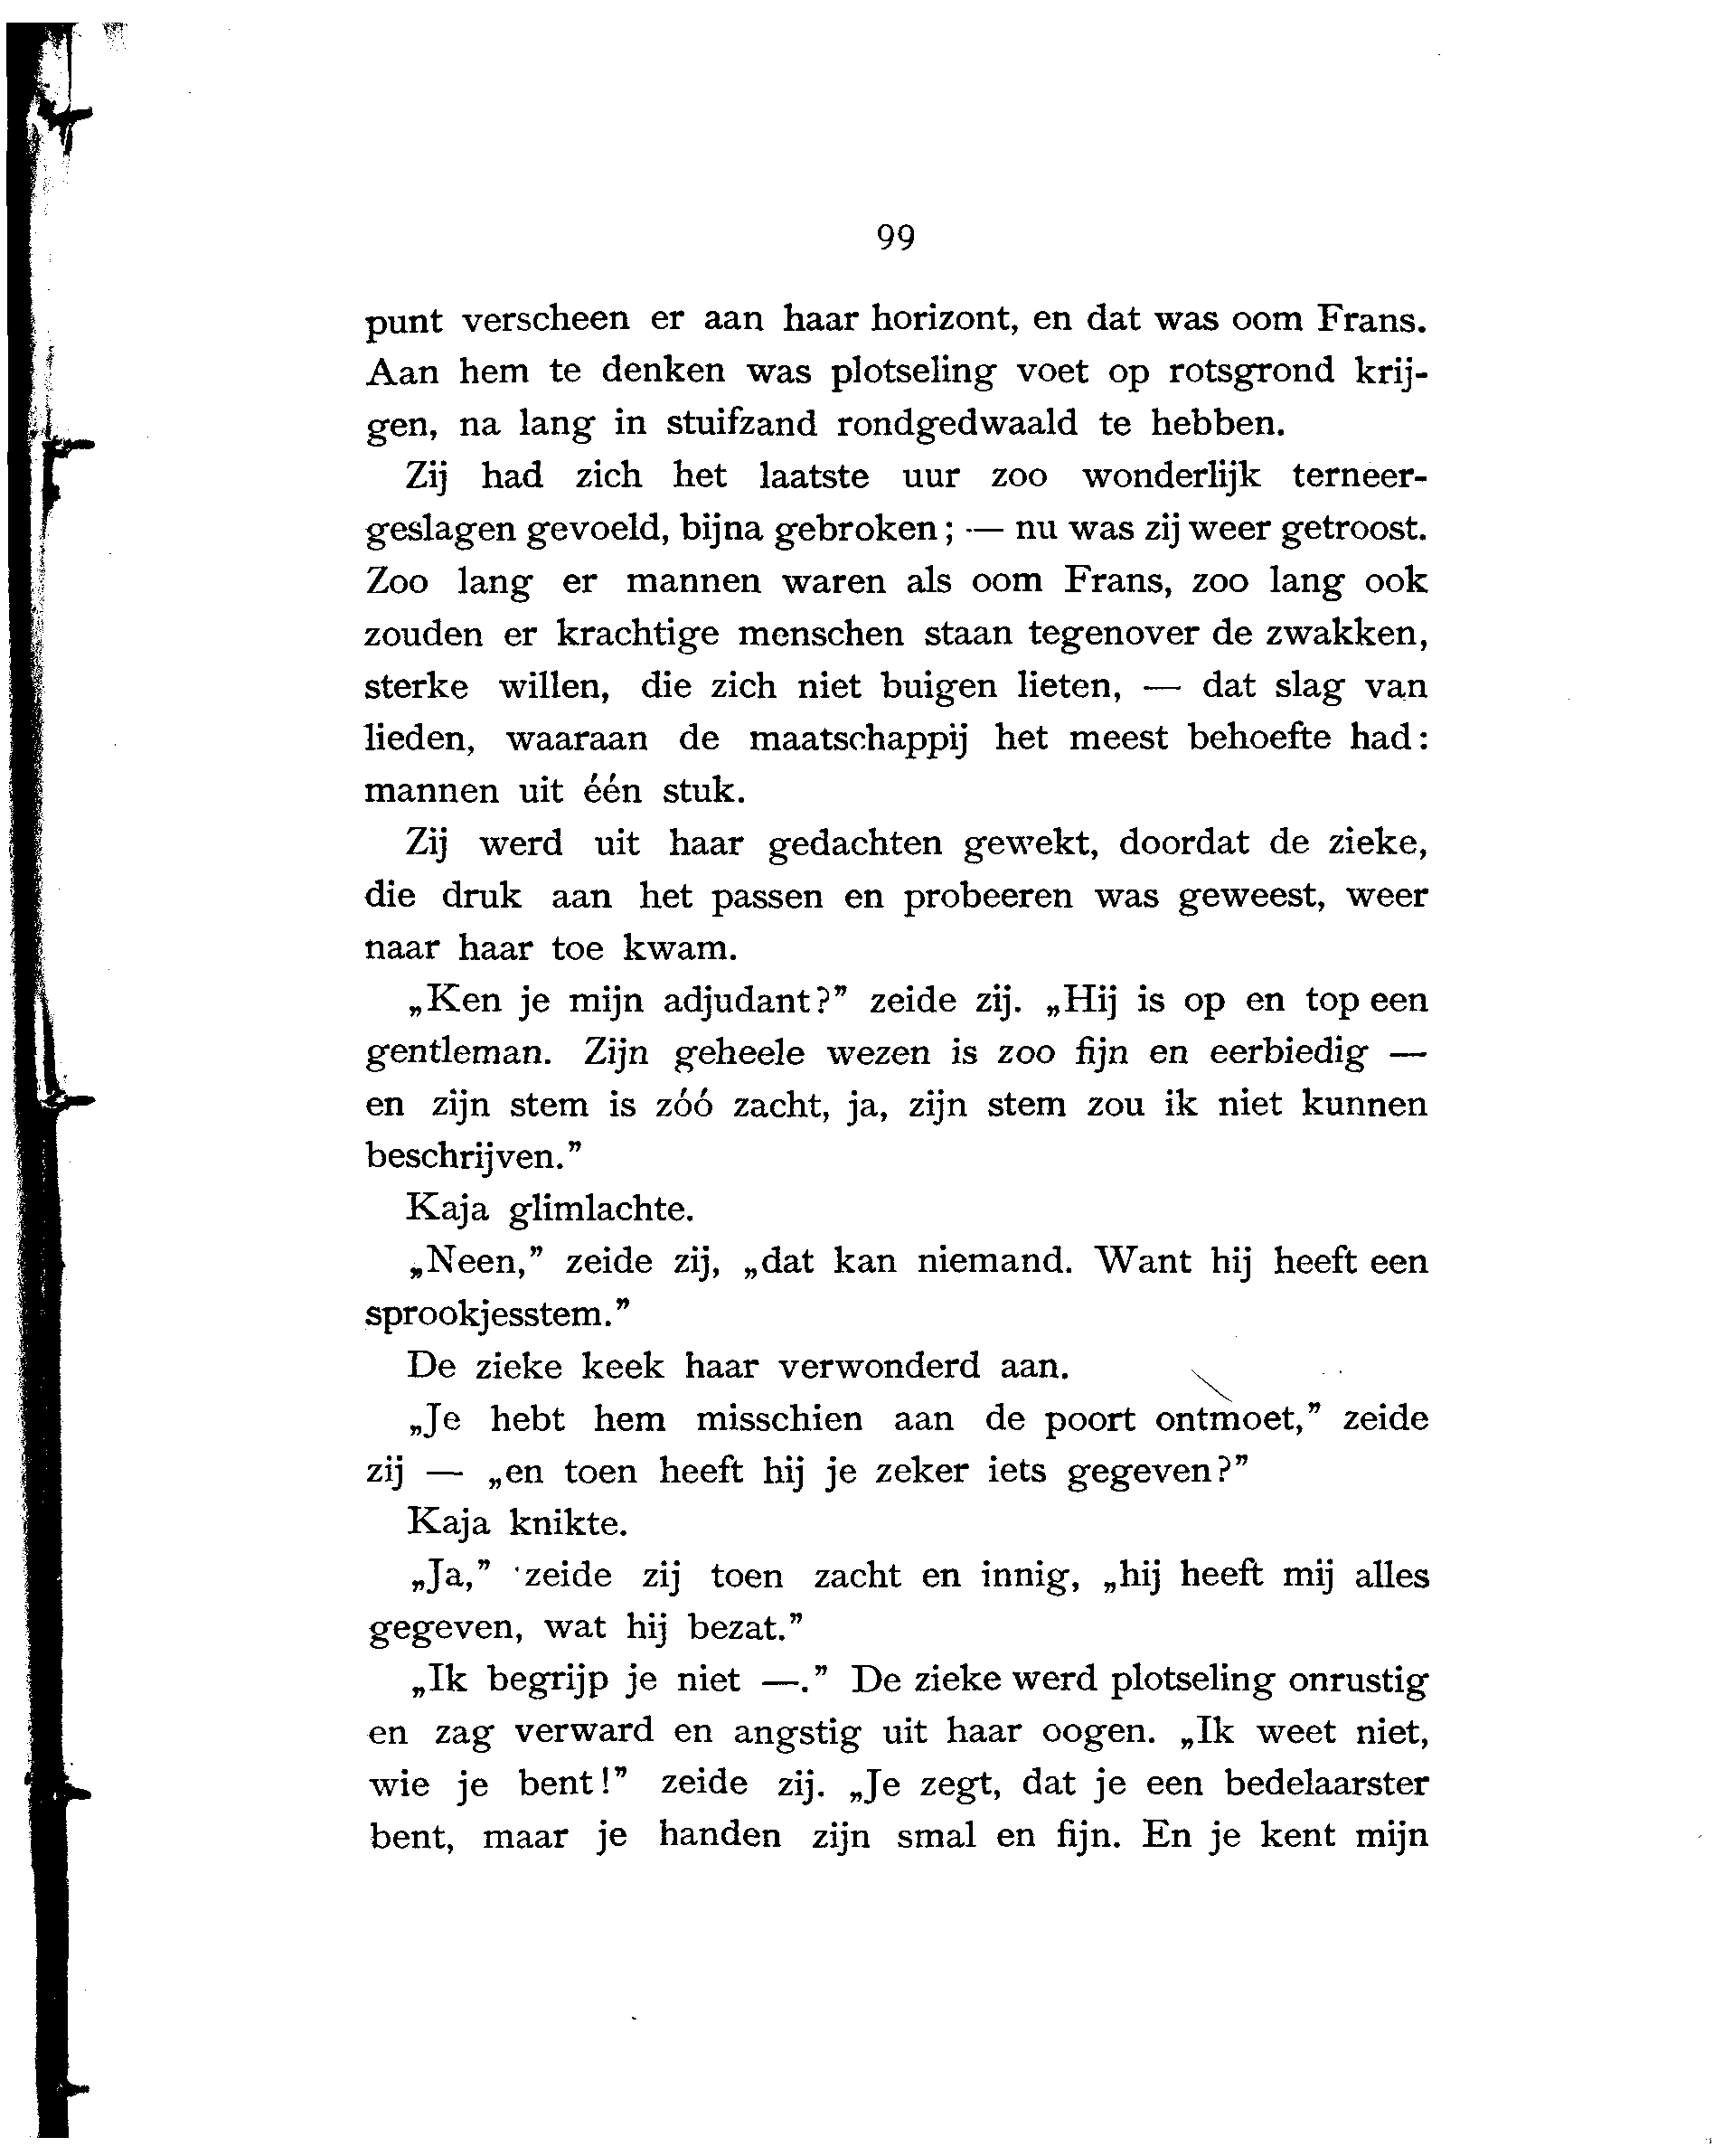 99
punt verscheen er aan haar horizont, en dat was oom Frans.
Aan hem te denken was plotseling voet op rotsgrond krij-
gen, na lang in stuifzand rondgedwaald te hebben.
Zij had zich het laatste uur zoo wonderlijk terneer-
geslagen gevoeld, bijna gebroken; — nu was zij weer getroost.
Zoo lang er mannen waren als oom Frans, zoo lang ook
zouden er krachtige menschen staan tegenover de zwakken,
sterke willen, die zich niet buigen lieten, — dat slag van
lieden, waaraan de maatschappij het meest behoefte had:
mannen uit één stuk.
Zij werd uit haar gedachten gewekt, doordat de zieke,
die druk aan het passen en probeeren was geweest, weer
naar haar toe kwam.
„Ken je mijn adjudant?” zeide zij. „Hij is op en top een
gentleman. Zijn geheele wezen is zoo fijn en eerbiedig —
en zijn stem is zóó zacht, ja, zijn stem zou ik niet kunnen
beschrijven.”
Kaja glimlachte.
„Neen,” zeide zij, „dat kan niemand. Want hij heeft een
sprookjesstem.”
De zieke keek haar verwonderd aan.
„Je hebt hem misschien aan de poort ontmoet,” zeide
zij — „en toen heeft hij je zeker iets gegeven?”
Kaja knikte.
„Ja,” zeide zij toen zacht en innig, „hij heeft mij alles
gegeven, wat hij bezat.”
„Ik begrijp je niet —.” De zieke werd plotseling onrustig
en zag verward en angstig uit haar oogen. „Ik weet niet,
wie je bent!” zeide zij. „Je zegt, dat je een bedelaarster
bent, maar je handen zijn smal en fijn. En je kent mijn